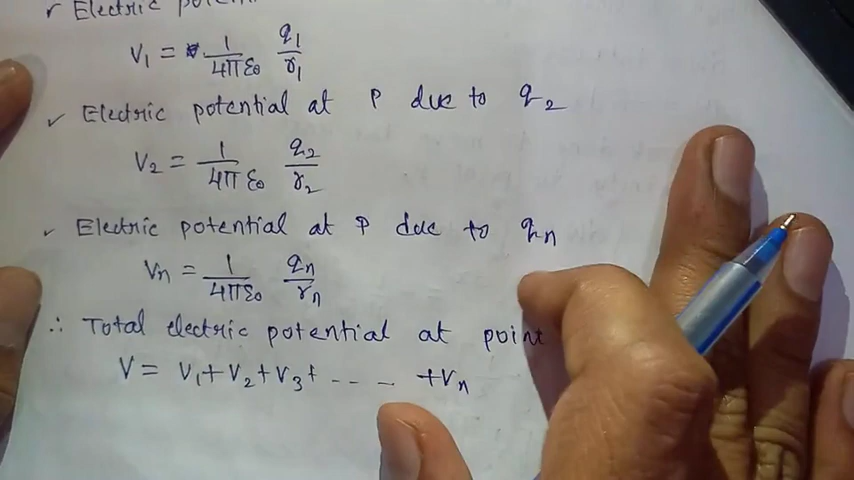 ✓ Electric
V₁ = 1/4πε₀ q₁/r₁
✓ Electric potential at P due to q₂
V₂ = 1/4πε₀ q₂/r₂
✓ Electric potential at P due to qₙ
Vₙ = 1/4πε₀ qₙ/rₙ
∴ Total electric potential at point
V = V₁+V₂+V₃+ - - - - +Vₙ